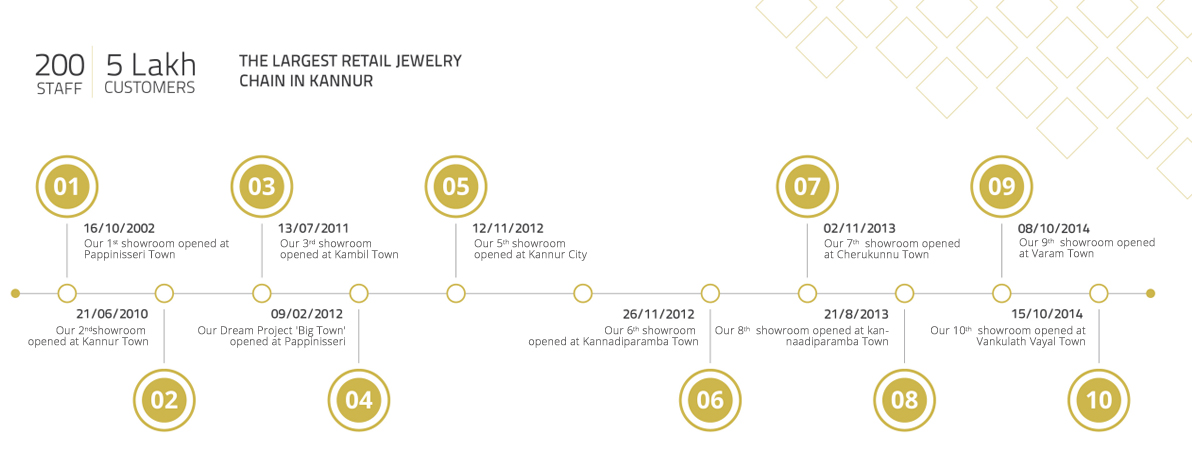 200
STAFF
5 Lakh
CUSTOMERS
THE LARGEST RETAIL JEWELRY
CHAIN IN KANNUR
01
16/10/2002
Our 1st showroom opened at
Pappinisseri Town
21/06/2010
Our 2ndshowroom
opened at Kannur Town
02
03
13/07/2011
Our 3rd showroom
opened at Kambil Town
09/02/2012
Our Dream Project 'Big Town'
opened at Pappinisseri
04
05
12/11/2012
Our 5th showroom
opened at Kannur City
26/11/2012
Our 6th showroom
opened at Kannadiparamba Town
06
07
02/11/2013
Our 7th showroom opened
at Cherukunnu Town
21/8/2013
Our 8th showroom opened at kan-
naadiparamba Town
08
09
08/10/2014
Our 9th showroom opened
at Varam Town
15/10/2014
Our 10th showroom opened at
Vankulath Vayal Town
10